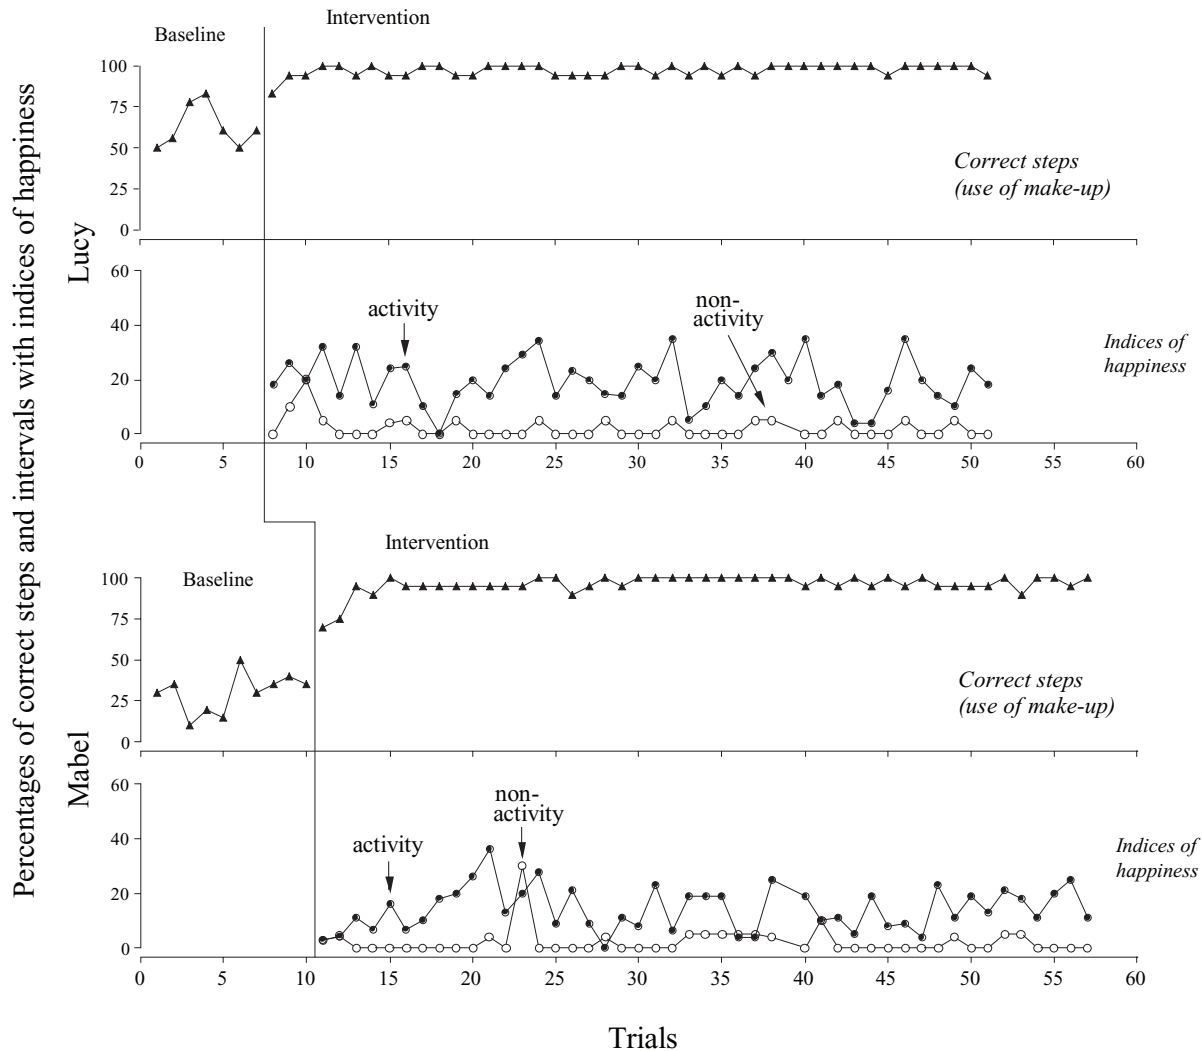 Percentages of correct steps and intervals with indices of happiness
Intervention
Baseline
100
75
50
25
0
Correct steps
(use of make-up)
Lucy
60
40
20
0
activity
non-
activity
Indices of
happiness
0 5 10 15 20 25 30 35 40 45 50 55 60
Intervention
Baseline
100
75
50
25
0
Correct steps
(use of make-up)
Mabel
60
40
20
0
activity
non-
activity
Indices of
happiness
0 5 10 15 20 25 30 35 40 45 50 55 60
Trials